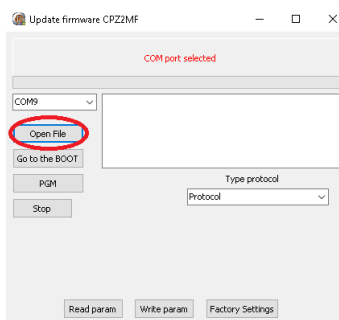 Update firmware CPZ2MF
COM port selected
COM9
Open File
Go to the BOOT
PGM
Type protocol
Protocol
Stop
Read param Write param Factory Settings